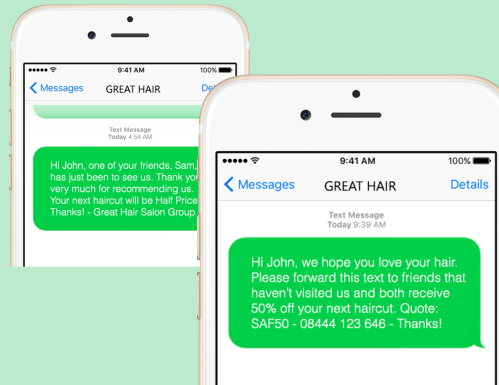 9:41 AM
100%
Messages
GREAT HAIR
Text Message
Today 4:54 AM
Hi John, one of your friends, Sam,
has just been to see us. Thank you
very much for recommending us.
Your next haircut will be Half Price
Thanks! - Great Hair Salon Group
9:41 AM
100%
Messages
GREAT HAIR
Details
Text Message
Today 9:39 AM
Hi John, we hope you love your hair.
Please forward this text to friends that
haven't visited us and both receive
50% off your next haircut. Quote:
SAF50 - 08444 123 646 - Thanks!